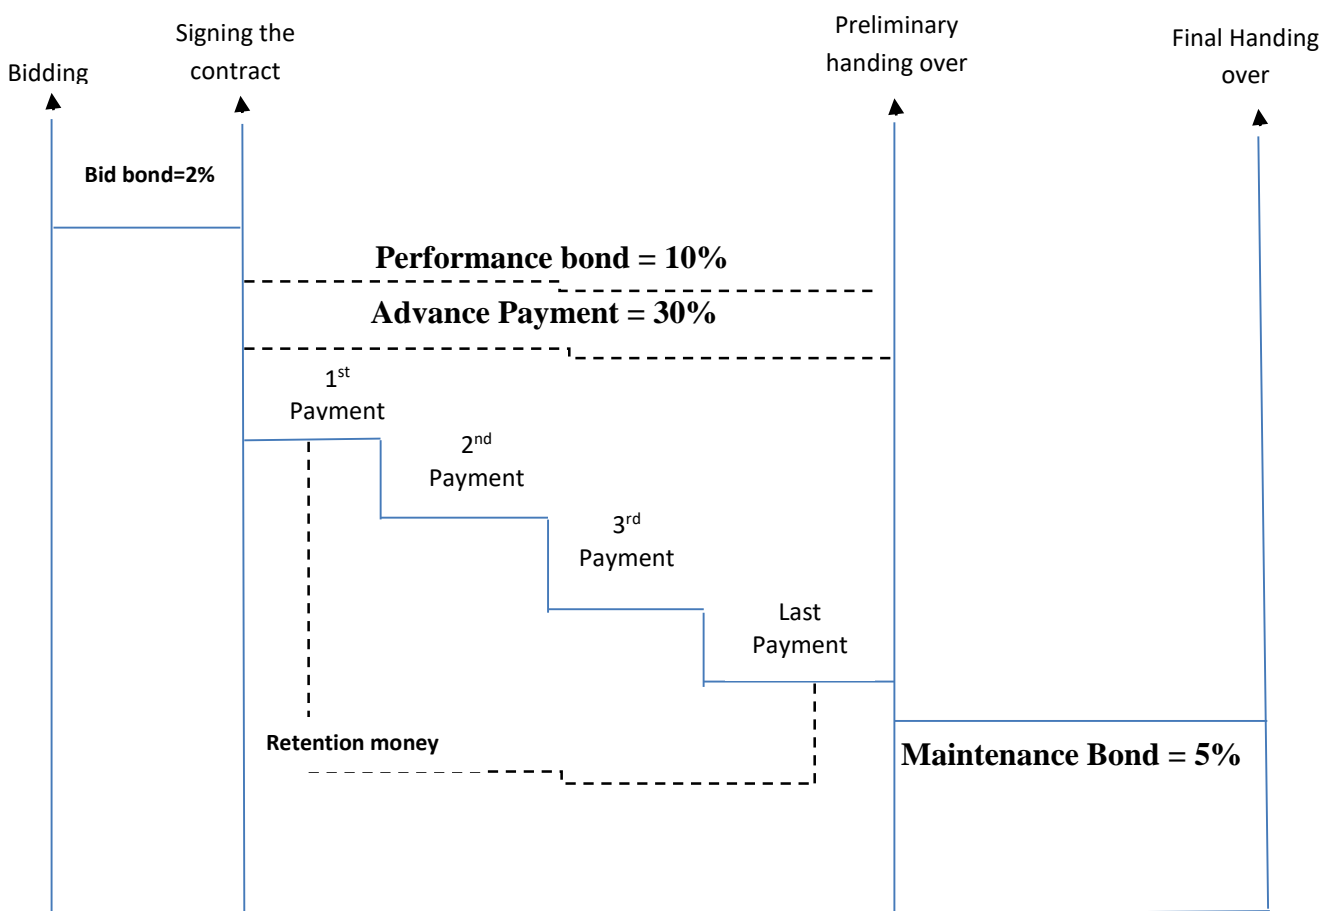 Bidding
Signing the
contract
Preliminary
handing over
Final Handing
over
Bid bond=2%
Performance bond = 10%
Advance Payment = 30%
1st
Payment
2nd
Payment
3rd
Payment
Last
Payment
Retention money
Maintenance Bond = 5%